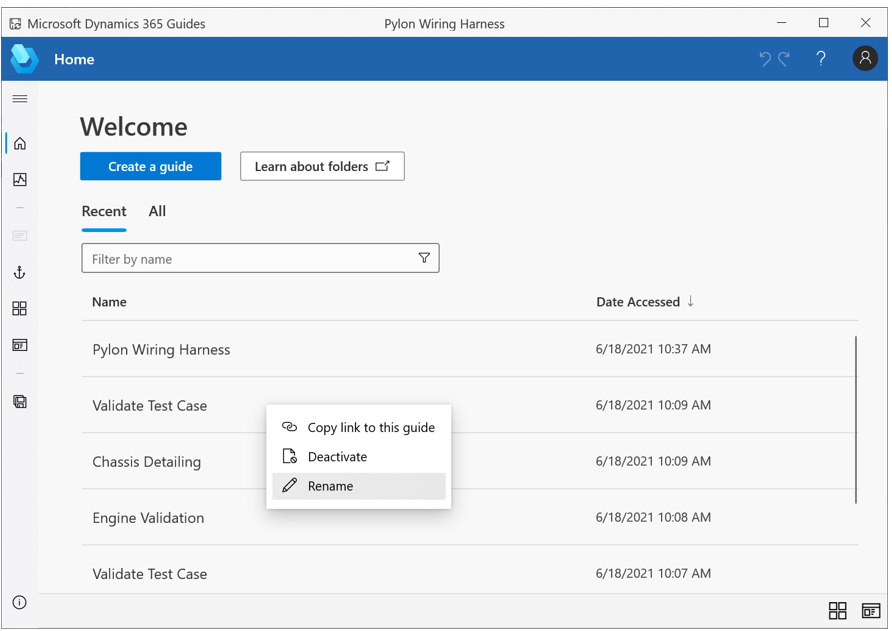 Microsoft Dynamics 365 Guides Pylon Wiring Harness
Home
Welcome
Create a guide Learn about folders
Recent All
Filter by name
Name Date Accessed ↓
Pylon Wiring Harness 6/18/2021 10:37 AM
Validate Test Case 6/18/2021 10:09 AM
Copy link to this guide
Deactivate
Rename
Chassis Detailing 6/18/2021 10:09 AM
Engine Validation 6/18/2021 10:08 AM
Validate Test Case 6/18/2021 10:07 AM